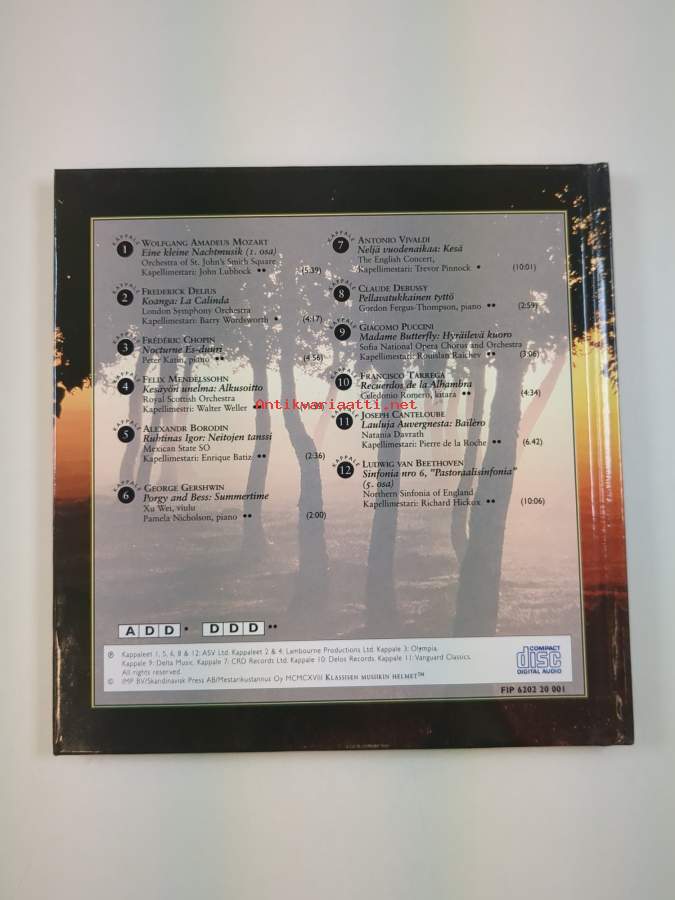 KAPPALE 1
WOLFGANG AMADEUS MOZART
Eine kleine Nachtmusik (1. osa)
Orchestra of St. John's Smith Square
Kapellimestari: John Lubbock •• (5:39)
KAPPALE 2
FREDERICK DELIUS
Koanga: La Calinda
London Symphony Orchestra
Kapellimestari: Barry Wordsworth • (4:17)
KAPPALE 3
FRÉDÉRIC CHOPIN
Nocturne Es-duuri
Peter Katin, piano •• (4:56)
KAPPALE 4
FELIX MENDELSSOHN
Kesäyön unelma: Alkusoitto
Royal Scottish Orchestra
Kapellimestri: Walter Weller ••
KAPPALE 5
ALEXANDR BORODIN
Ruhtinas Igor: Neitojen tanssi
Mexican State SO
Kapellimestari: Enrique Batiz •• (2:36)
KAPPALE 6
GEORGE GERSHWIN
Porgy and Bess: Summertime
Xu Wei, viulu
Pamela Nicholson, piano •• (2:00)
KAPPALE 7
ANTONIO VIVALDI
Neljä vuodenaikaa: Kesä
The English Concert,
Kapellimestari: Trevor Pinnock • (10:01)
KAPPALE 8
CLAUDE DEBUSSY
Pellavatukkainen tyttö
Gordon Fergus-Thompson, piano •• (2:59)
KAPPALE 9
GIACOMO PUCCINI
Madame Butterfly: Hyräilevä kuoro
Sofia National Opera Chorus and Orchestra
Kapellimestari: Rouislan Raichev •• (3:06)
KAPPALE 10
FRANCISCO TARREGA
Recuerdos de la Alhambra
Celedonio Romero, kitara •• (4:34)
KAPPALE 11
JOSEPH CANTELOUBE
Lauluja Auvergnesta: Bailèro
Natania Davrath
Kapellimestari: Pierre de la Roche •• (6.42)
KAPPALE 12
LUDWIG VAN BEETHOVEN
Sinfonia nro 6, "Pastoraalisinfonia"
(5. osa)
Northern Sinfonia of England
Kapellimestari: Richard Hickox •• (10:06)
Antikvariaatti.net
ADD • DDD ••
℗ Kappaleet 1, 5, 6, 8 & 12: ASV Ltd. Kappaleet 2 & 4: Lambourne Productions Ltd. Kappale 3: Olympia.
Kappale 9: Delta Music. Kappale 7: CRD Records Ltd. Kappale 10: Delos Records. Kappale 11: Vanguard Classics.
All rights reserved.
© IMP BV/Skandinavisk Press AB/Mestarikustannus Oy MCMCXVIII KLASSISEN MUSIIKIN HELMET™
COMPACT
disc
DIGITAL AUDIO
FIP 6202 20 001